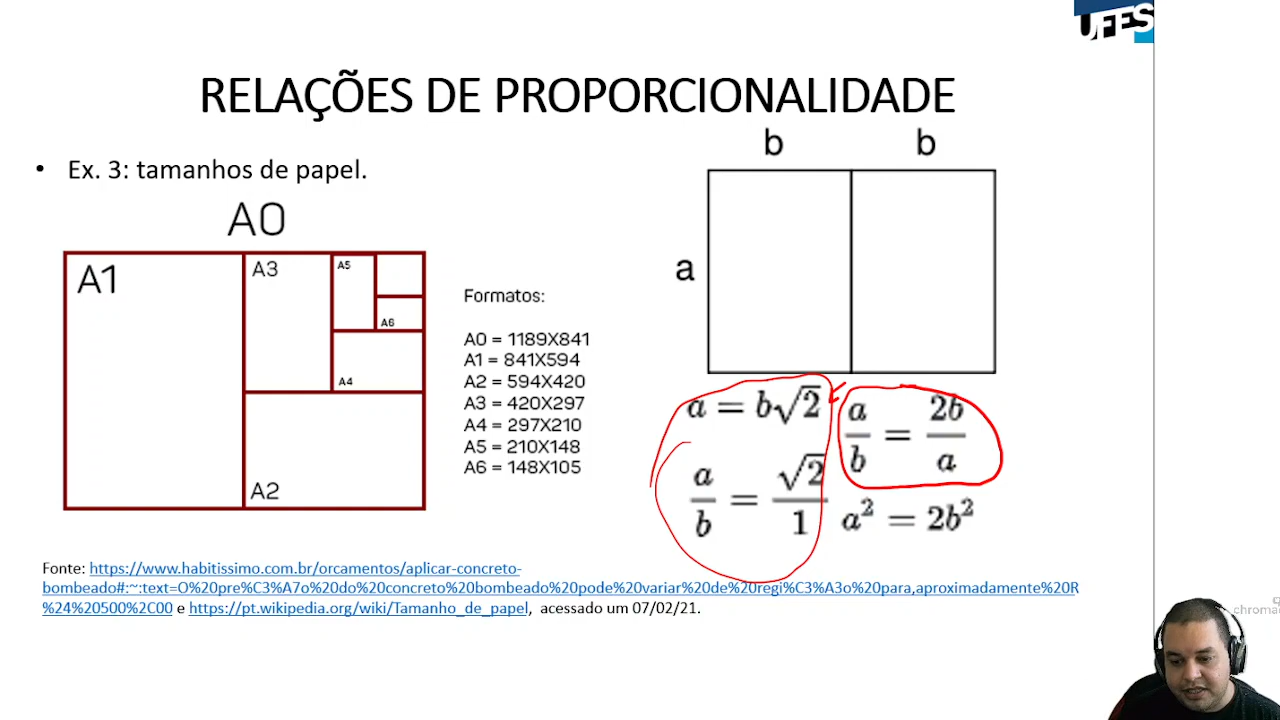 UFES
RELAÇÕES DE PROPORCIONALIDADE
• Ex. 3: tamanhos de papel.
A0
A1
A3
A5
A6
A4
A2
Formatos:
A0 = 1189X841
A1 = 841X594
A2 = 594X420
A3 = 420X297
A4 = 297X210
A5 = 210X148
A6 = 148X105
b b
a
a = b√2
a/b = √2/1
a/b = 2b/a
a² = 2b²
Fonte: https://www.habitissimo.com.br/orcamentos/aplicar-concreto-
bombeado#:~:text=O%20pre%C3%A7o%20do%20concreto%20bombeado%20pode%20variar%20de%20regi%C3%A3o%20para,aproximadamente%20R
%24%20500%2C00 e https://pt.wikipedia.org/wiki/Tamanho_de_papel, acessado um 07/02/21.